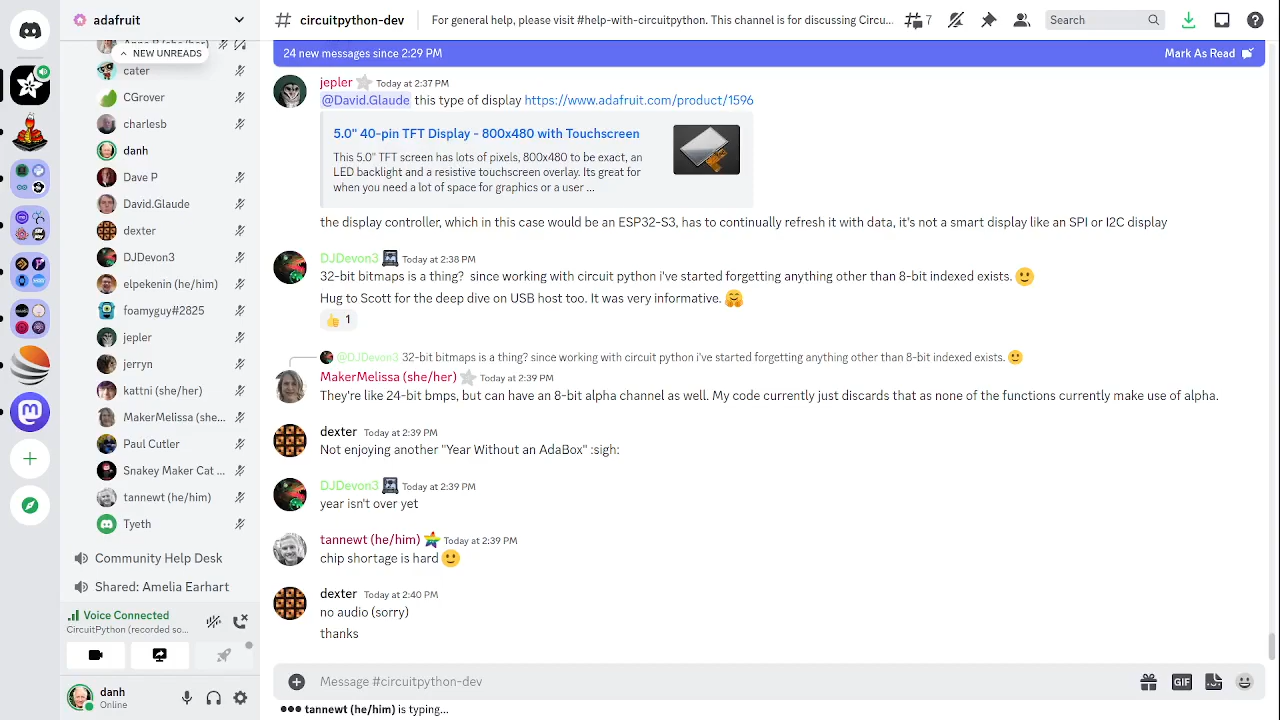 adafruit
# circuitpython-dev
For general help, please visit #help-with-circuitpython. This channel is for discussing Circu...
7
Search
NEW UNREADS
24 new messages since 2:29 PM
Mark As Read
cater
CGrover
charlesb
danh
Dave P
David.Glaude
dexter
DJDevon3
elpekenin (he/him)
foamyguy#2825
jepler
jerryn
kattni (she/her)
MakerMelissa (she...
Paul Cutler
Snakey Maker Cat ...
tannewt (he/him)
Tyeth
Community Help Desk
Shared: Amelia Earhart
Voice Connected
CircuitPython (recorded so...
danh
Online
jepler Today at 2:37 PM
@David.Glaude this type of display https://www.adafruit.com/product/1596
5.0" 40-pin TFT Display - 800x480 with Touchscreen
This 5.0" TFT screen has lots of pixels, 800x480 to be exact, an
LED backlight and a resistive touchscreen overlay. Its great for
when you need a lot of space for graphics or a user ...
the display controller, which in this case would be an ESP32-S3, has to continually refresh it with data, it's not a smart display like an SPI or I2C display
DJDevon3 Today at 2:38 PM
32-bit bitmaps is a thing? since working with circuit python i've started forgetting anything other than 8-bit indexed exists. 🙂
Hug to Scott for the deep dive on USB host too. It was very informative. 🤗
👍 1
@DJDevon3 32-bit bitmaps is a thing? since working with circuit python i've started forgetting anything other than 8-bit indexed exists. 🙂
MakerMelissa (she/her) Today at 2:39 PM
They're like 24-bit bmps, but can have an 8-bit alpha channel as well. My code currently just discards that as none of the functions currently make use of alpha.
dexter Today at 2:39 PM
Not enjoying another "Year Without an AdaBox" :sigh:
DJDevon3 Today at 2:39 PM
year isn't over yet
tannewt (he/him) Today at 2:39 PM
chip shortage is hard 🙂
dexter Today at 2:40 PM
no audio (sorry)
thanks
Message #circuitpython-dev
GIF
tannewt (he/him) is typing...